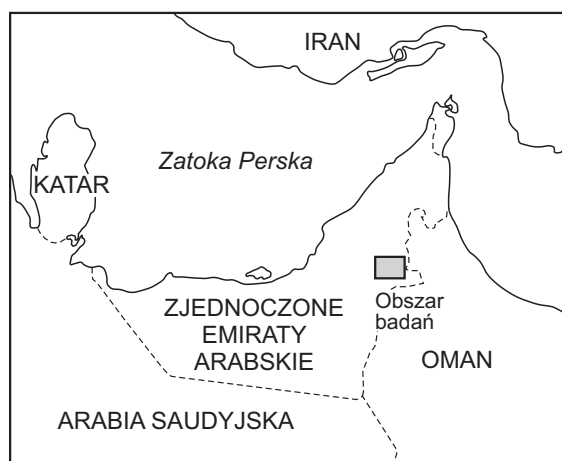 IRAN
Zatoka Perska
KATAR
Obszar
badań
ZJEDNOCZONE
EMIRATY
ARABSKIE
OMAN
ARABIA SAUDYJSKA